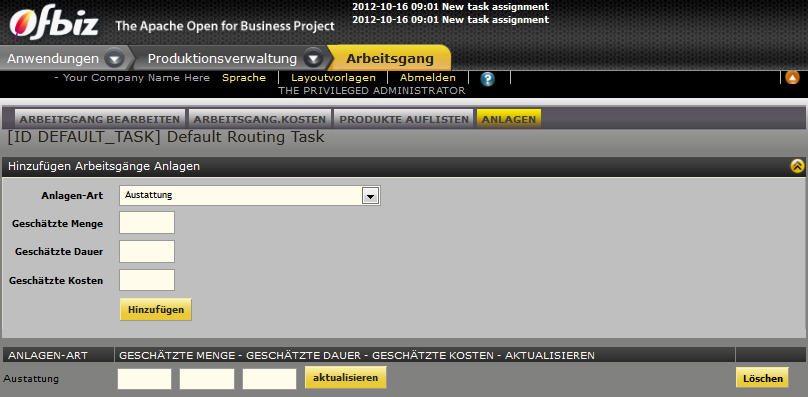 Ofbiz The Apache Open for Business Project
2012-10-16 09:01 New task assignment
2012-10-16 09:01 New task assignment
Anwendungen Produktionsverwaltung Arbeitsgang
- Your Company Name Here Sprache Layoutvorlagen Abmelden ?
THE PRIVILEGED ADMINISTRATOR
ARBEITSGANG BEARBEITEN ARBEITSGANG.KOSTEN PRODUKTE AUFLISTEN ANLAGEN
[ID DEFAULT_TASK] Default Routing Task
Hinzufügen Arbeitsgänge Anlagen
Anlagen-Art Austattung
Geschätzte Menge
Geschätzte Dauer
Geschätzte Kosten
Hinzufügen
ANLAGEN-ART GESCHÄTZTE MENGE - GESCHÄTZTE DAUER - GESCHÄTZTE KOSTEN - AKTUALISIEREN
Austattung aktualisieren Löschen